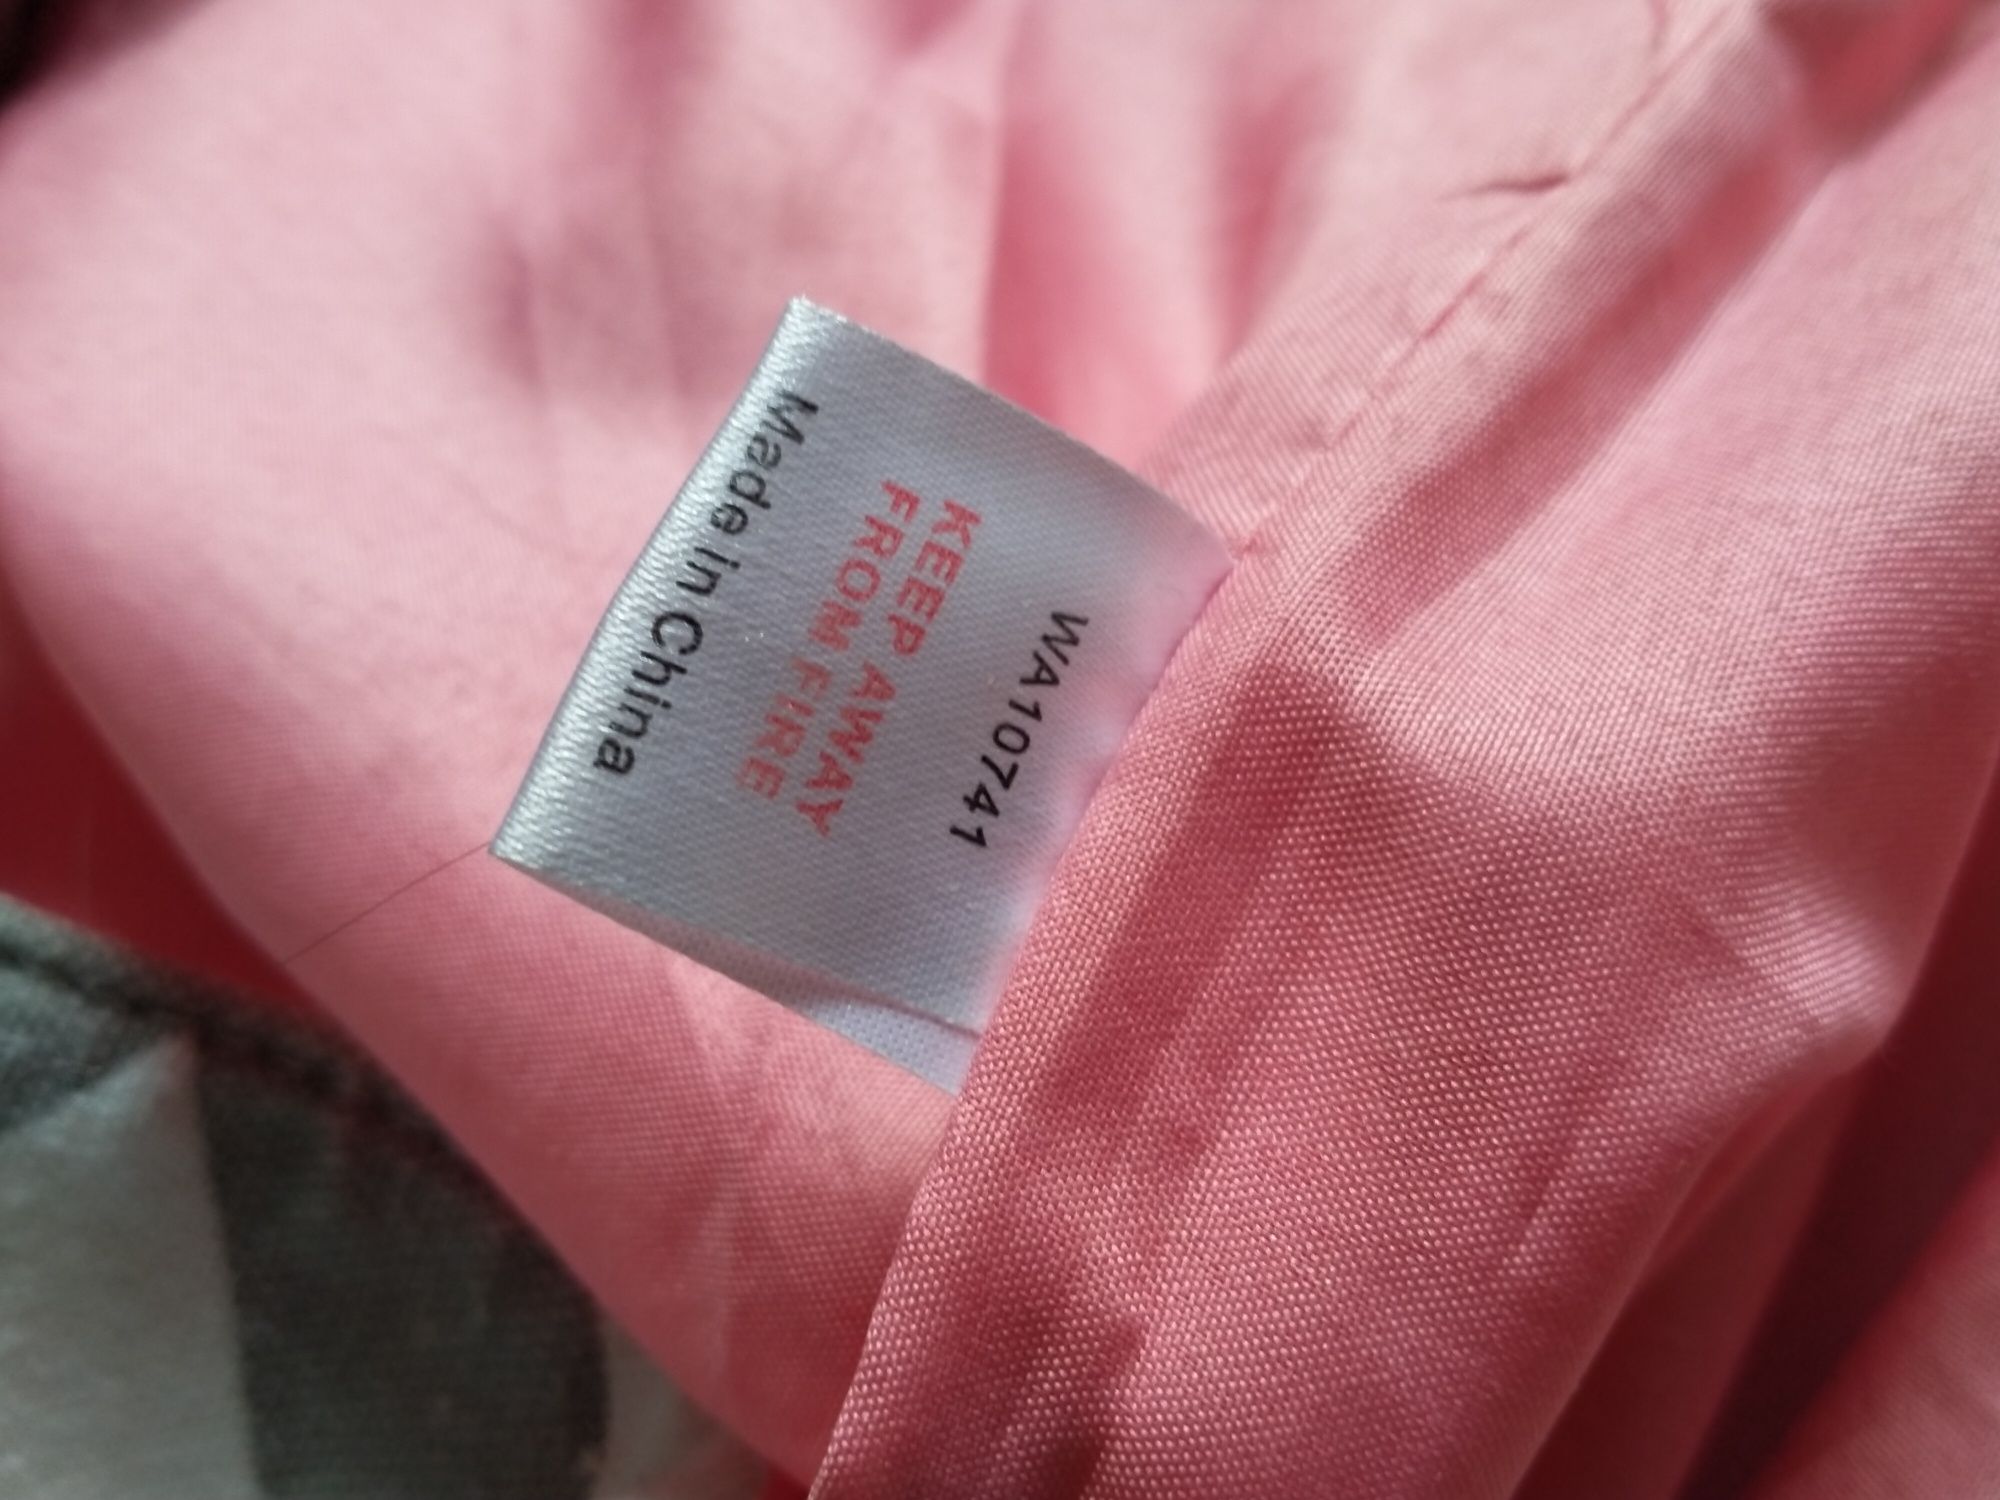 WA10741
KEEP AWAY
FROM FIRE
Made in China